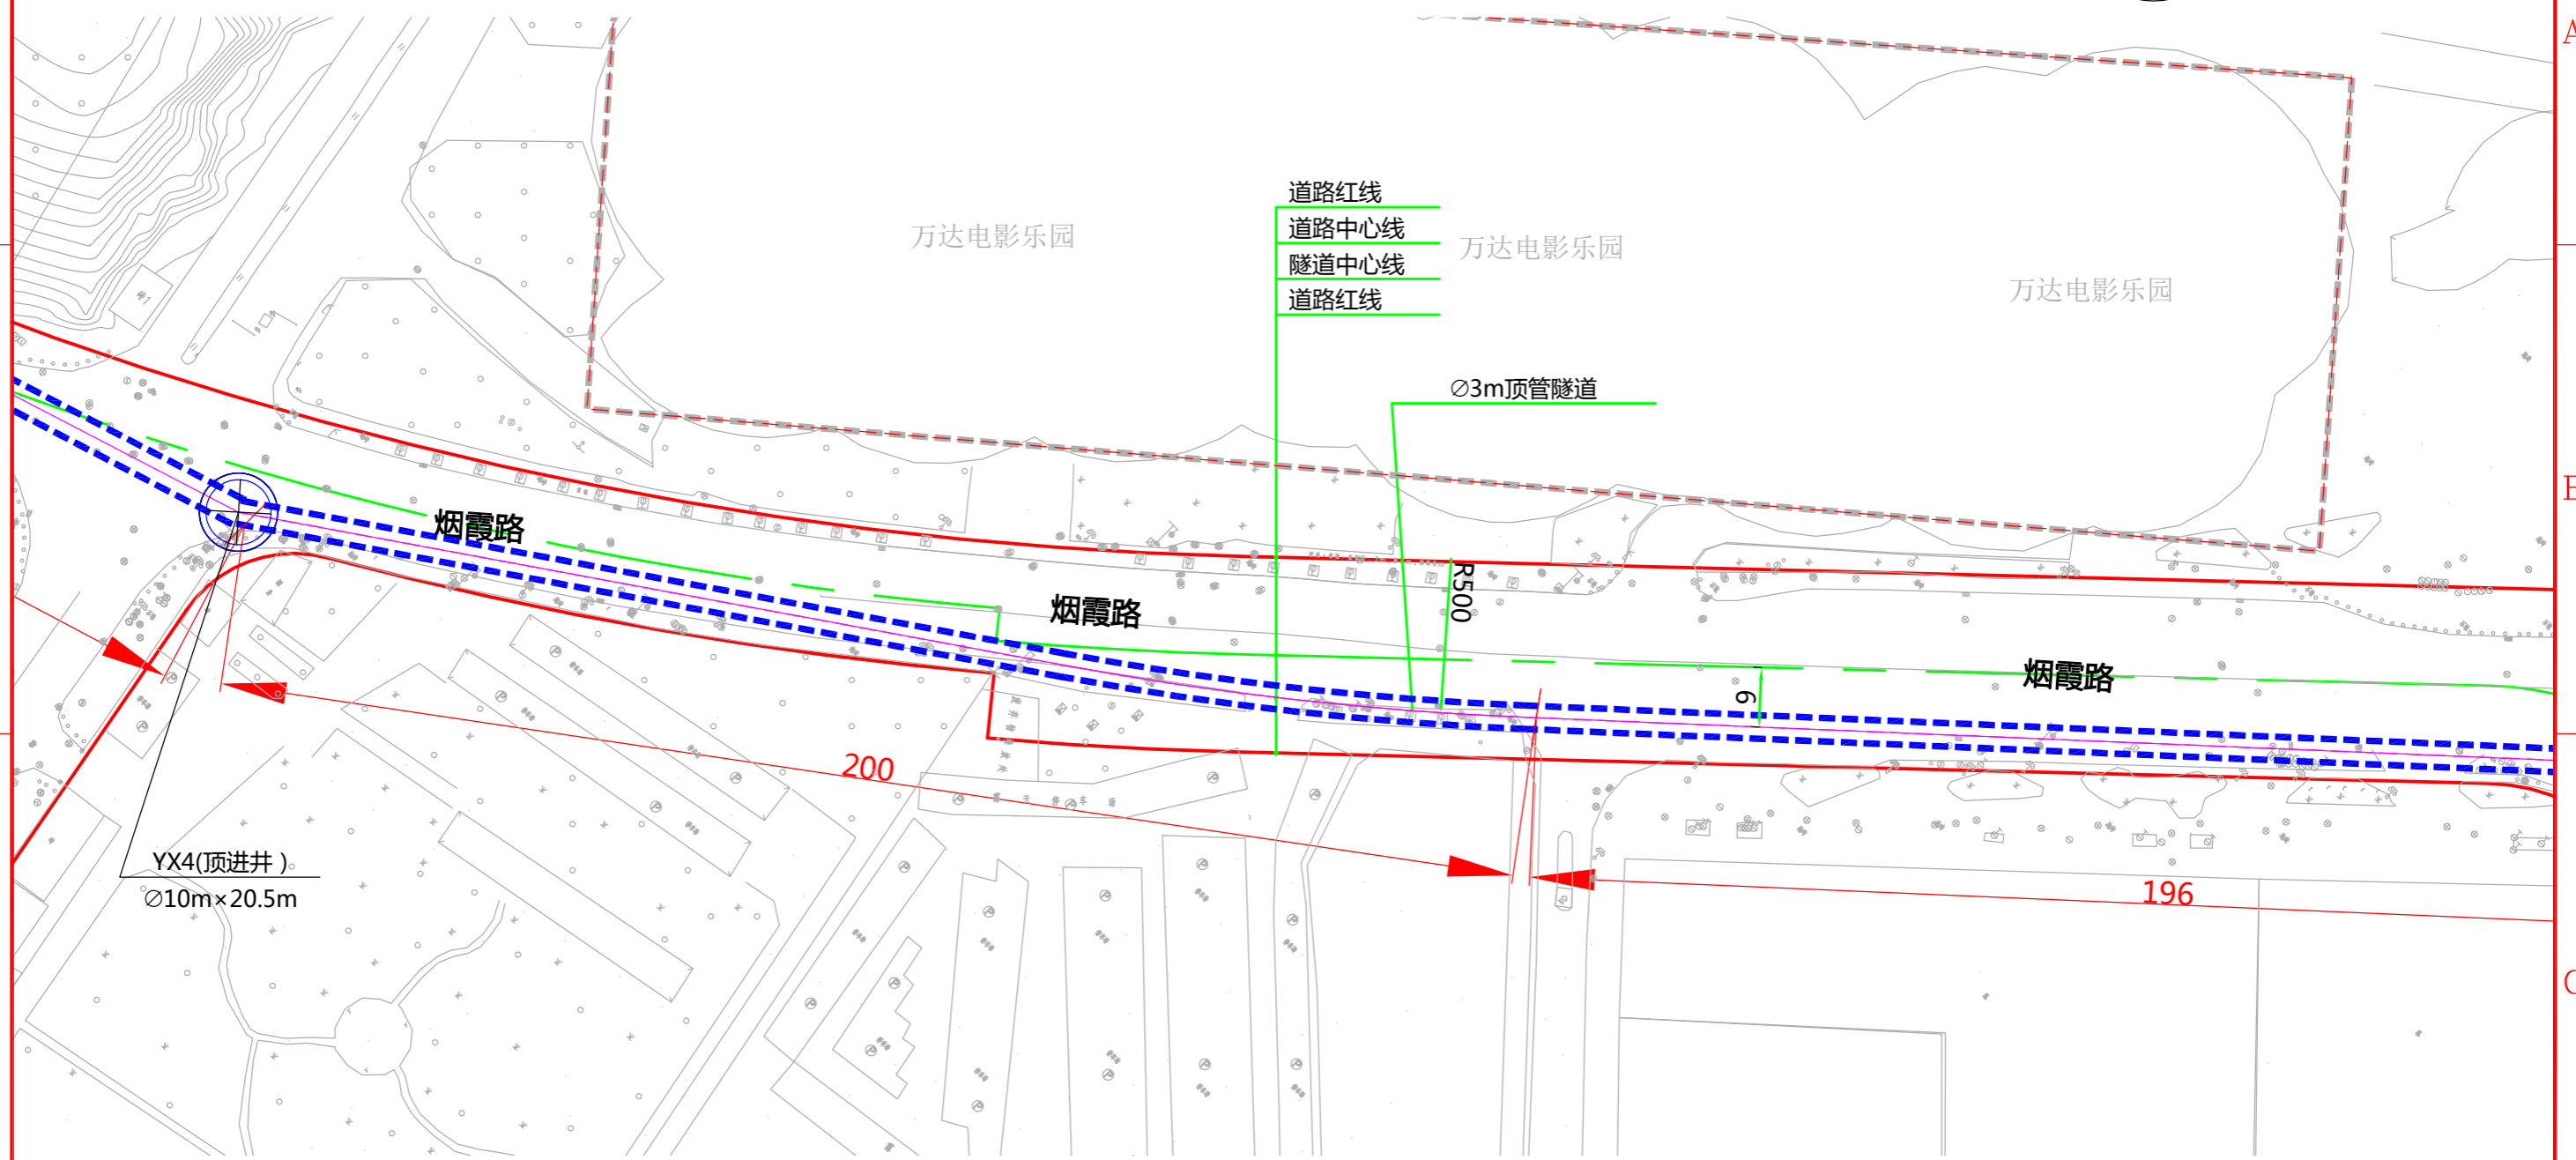 A
道路红线
道路中心线
隧道中心线
道路红线
万达电影乐园
万达电影乐园
万达电影乐园
∅3m顶管隧道
烟霞路
烟霞路
烟霞路
R500
6
200
196
YX4(顶进井)
∅10m×20.5m